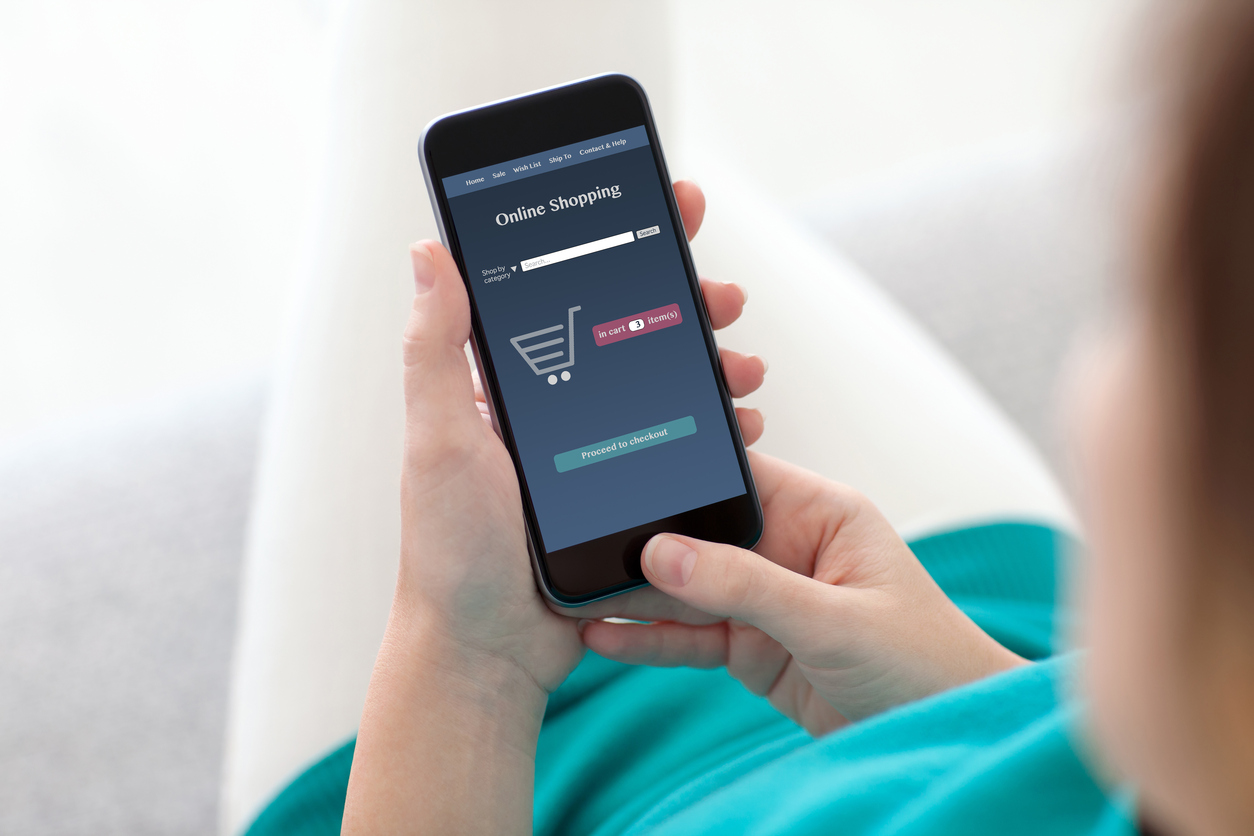 Home Sale Wish List Ship To Contact & Help
Online Shopping
Shop by
category
Search...
Search
in cart 3 item(s)
Proceed to checkout